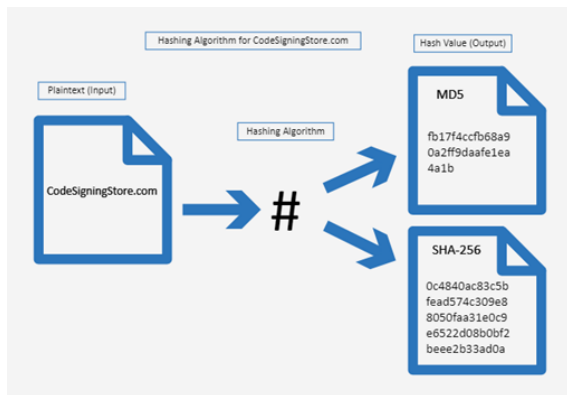 Hashing Algorithm for CodeSigningStore.com
Hash Value (Output)
Plaintext (Input)
MD5
fb17f4ccfb68a9
0a2ff9daafe1ea
4a1b
Hashing Algorithm
CodeSigningStore.com
#
SHA-256
0c4840ac83c5b
fead574c309e8
8050faa31e0c9
e6522d08b0bf2
beee2b33ad0a